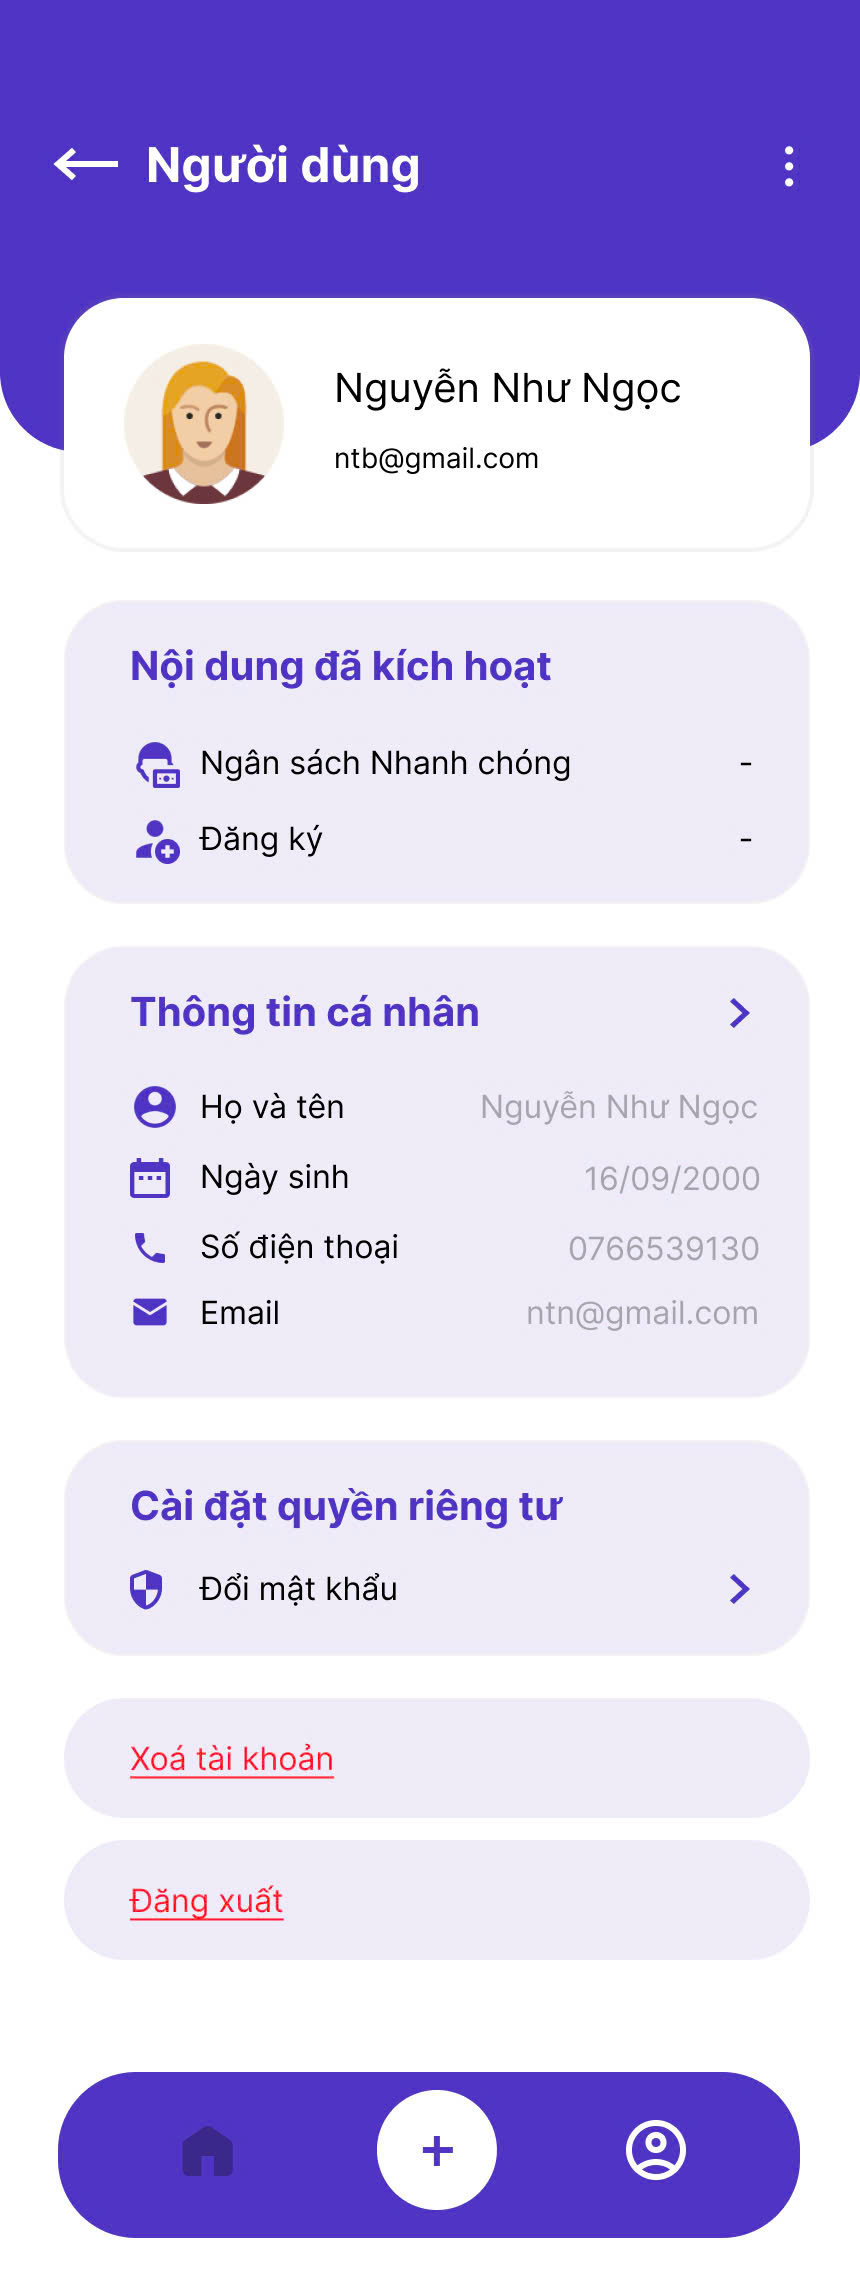 Người dùng
Nguyễn Như Ngọc
ntb@gmail.com
Nội dung đã kích hoạt
Ngân sách Nhanh chóng -
Đăng ký -
Thông tin cá nhân
Họ và tên Nguyễn Như Ngọc
Ngày sinh 16/09/2000
Số điện thoại 0766539130
Email ntn@gmail.com
Cài đặt quyền riêng tư
Đổi mật khẩu
Xoá tài khoản
Đăng xuất